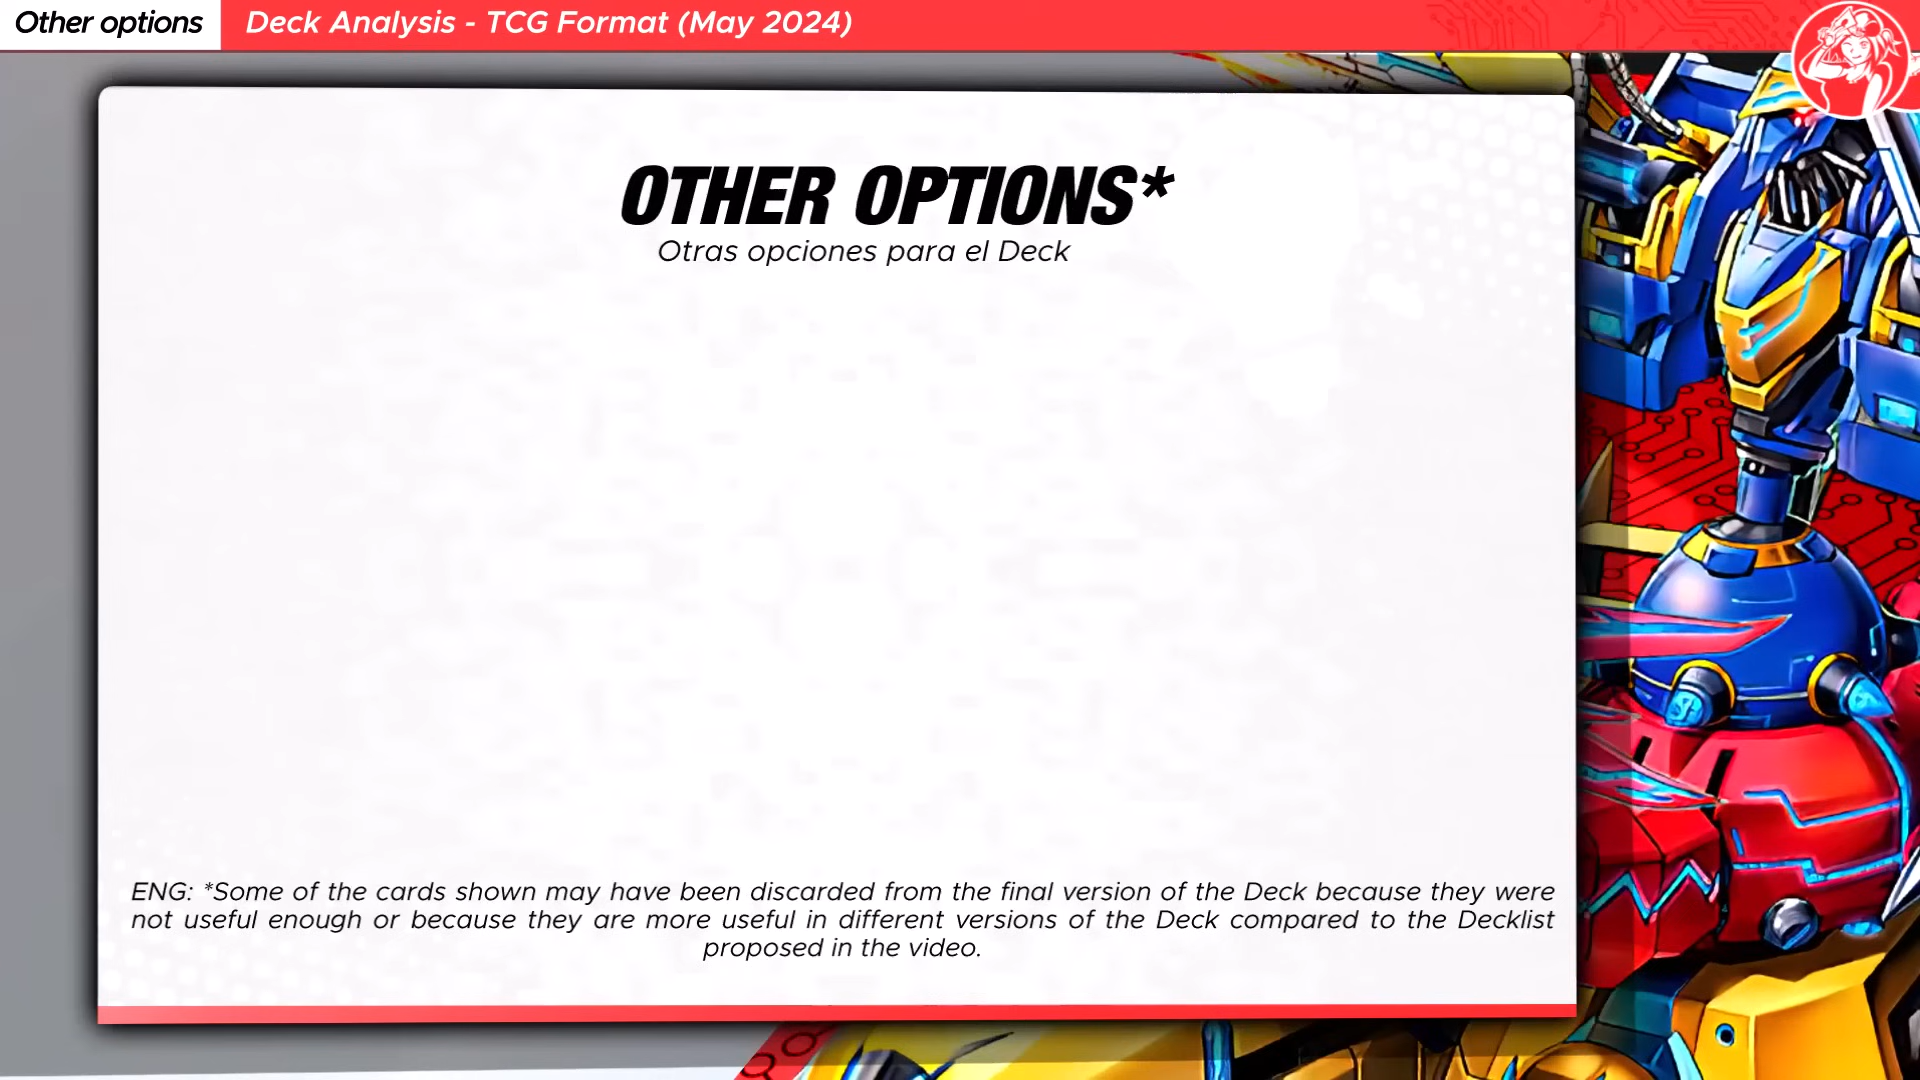 Other options
Deck Analysis - TCG Format (May 2024)
OTHER OPTIONS*
Otras opciones para el Deck
ENG: *Some of the cards shown may have been discarded from the final version of the Deck because they were
not useful enough or because they are more useful in different versions of the Deck compared to the Decklist
proposed in the video.